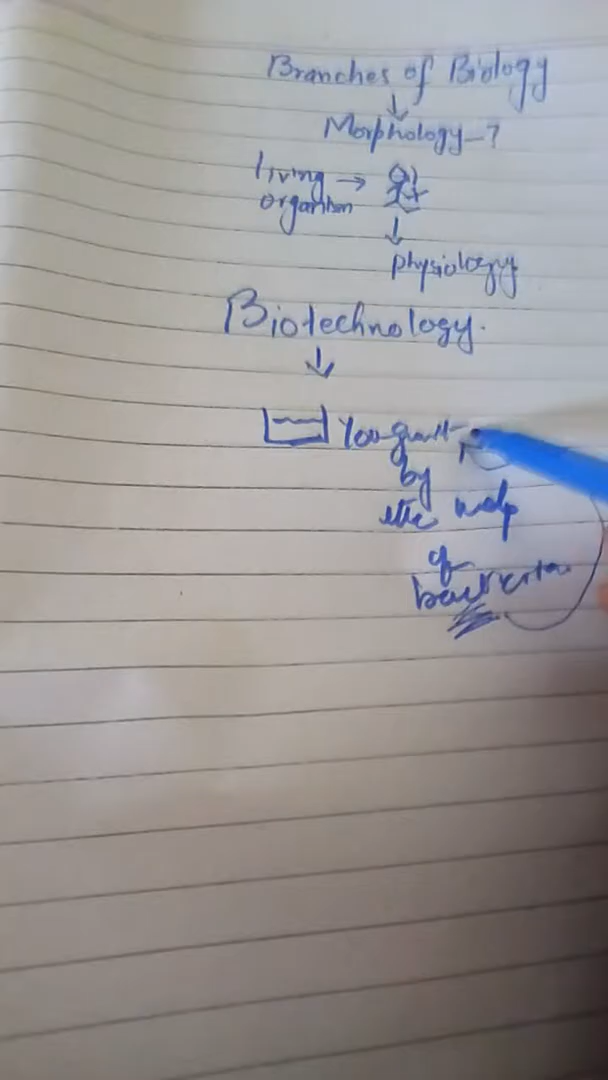 Branches of Biology
↓
Morphology-?
living →
organism
↓
physiology
Biotechnology.
↓
Yougurt
by
the help
of
bacteria